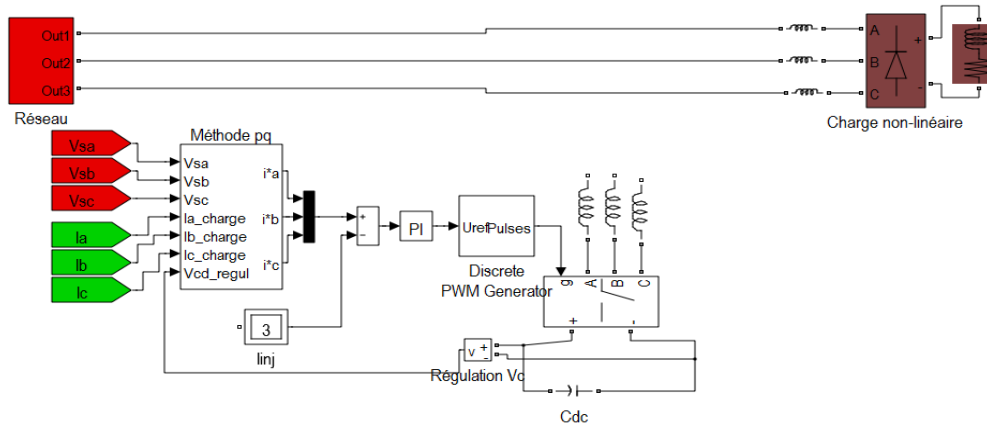 Out1
Out2
Out3
Réseau
A
B
C
+
-
Charge non-linéaire
Méthode pq
Vsa
Vsb
Vsc
Ia
Ib
Ic
Vsa
Vsb
Vsc
Ia_charge
Ib_charge
Ic_charge
Vcd_regul
i*a
i*b
i*c
+
−
PI
Uref
Pulses
Discrete
PWM Generator
3
Iinj
g
A
B
C
+
-
v
+
-
Régulation Vc
Cdc